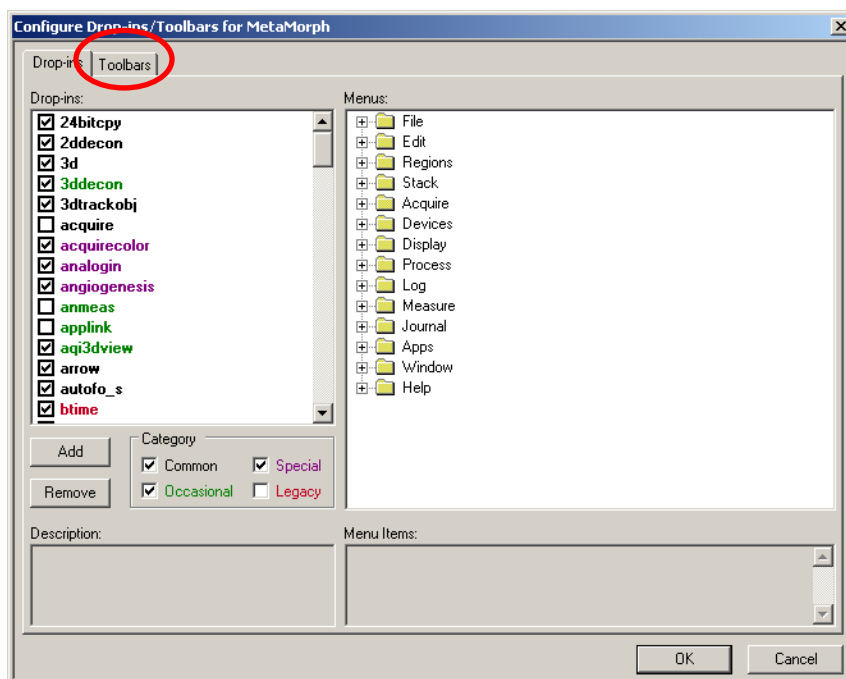 Configure Drop-ins/Toolbars for MetaMorph
Drop-ins
Toolbars
Drop-ins:
24bitcpy
2ddecon
3d
3ddecon
3dtrackobj
acquire
acquirecolor
analogin
angiogenesis
anmeas
applink
aqi3dview
arrow
autofo_s
btime
Add
Remove
Category
Common
Special
Occasional
Legacy
Menus:
File
Edit
Regions
Stack
Acquire
Devices
Display
Process
Log
Measure
Journal
Apps
Window
Help
Description:
Menu Items:
OK
Cancel